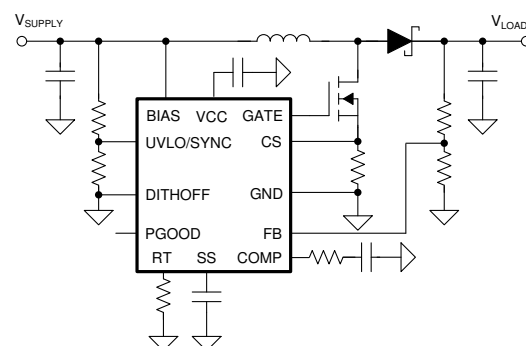 VSUPPLY
VLOAD
BIAS
VCC
GATE
UVLO/SYNC
CS
DITHOFF
GND
PGOOD
FB
RT
SS
COMP